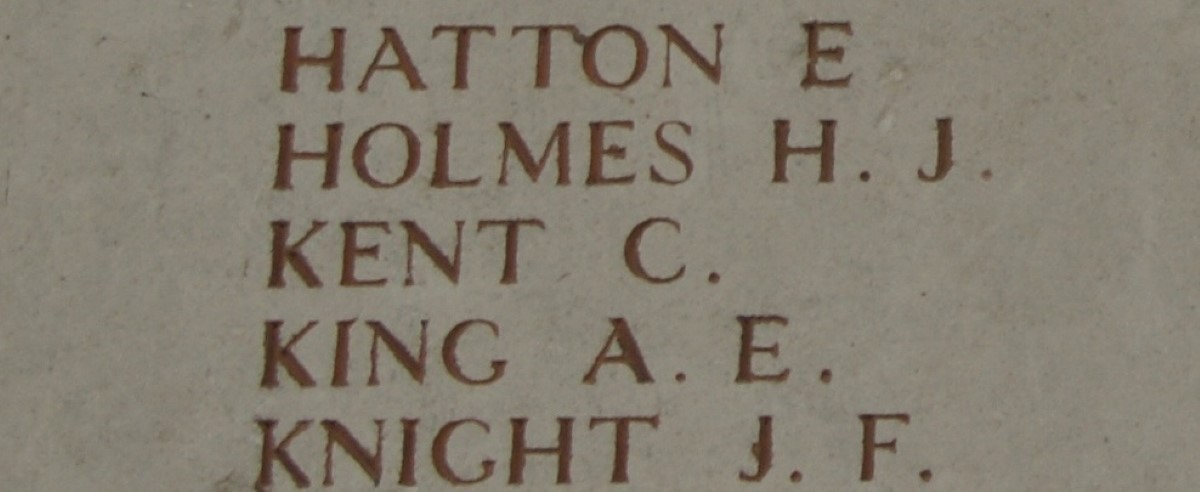 HATTON E
HOLMES H. J.
KENT C.
KING A. E.
KNIGHT J. F.